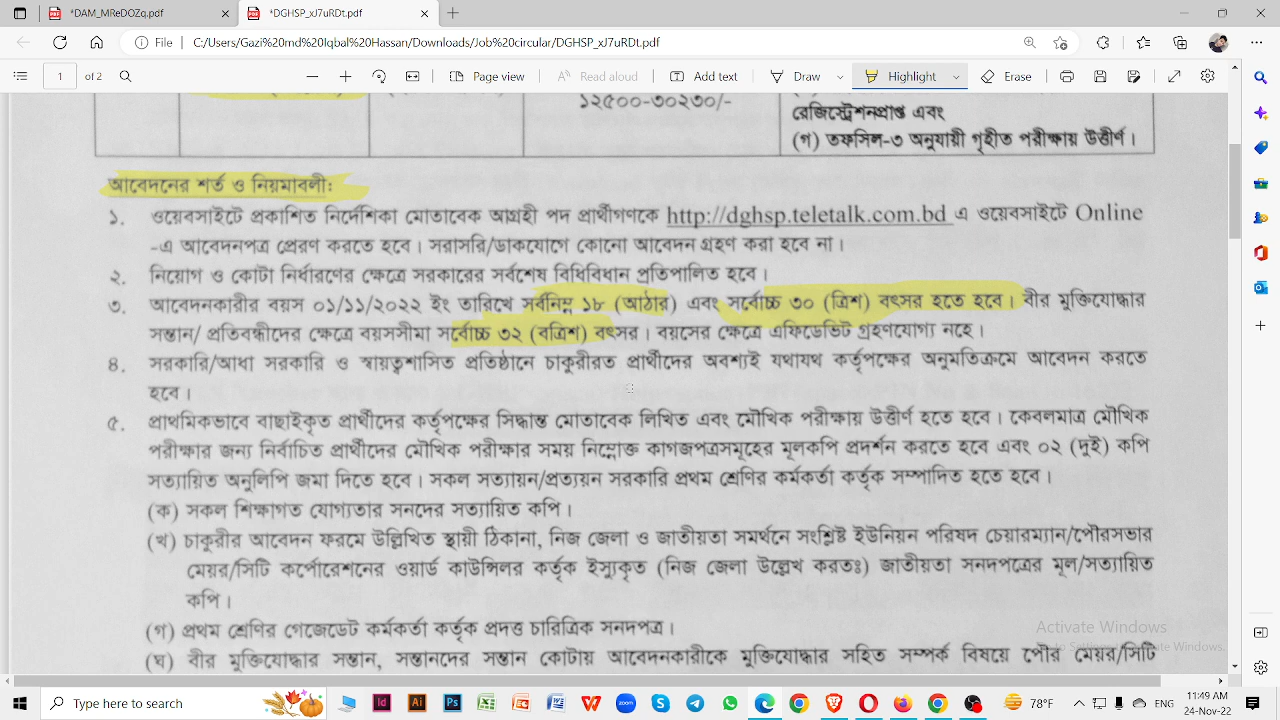 *DAM_MReDOZq.pdf
*DGHSP_xJ7uRDt.pdf
File
C:/Users/Gazi%20Hassan/Downloads/Job%20circular/DGHSP_xJ7uRDt.pdf
1 of 2
Page view
Read aloud
Add text
Draw
Highlight
Erase
১২৫০০-৩০২৩০/-
রেজিস্ট্রেশনপ্রাপ্ত এবং
(গ) তফসিল-৩ অনুযায়ী গৃহীত পরীক্ষায় উত্তীর্ণ।
আবেদনের শর্ত ও নিয়মাবলী:
১. ওয়েবসাইটে প্রকাশিত নির্দেশিকা মোতাবেক আগ্রহী পদ প্রার্থীগণকে http://dghsp.teletalk.com.bd এ ওয়েবসাইটে Online
-এ আবেদনপত্র প্রেরণ করতে হবে। সরাসরি/ডাকযোগে কোনো আবেদন গ্রহণ করা হবে না।
২. নিয়োগ ও কোটা নির্ধারণের ক্ষেত্রে সরকারের সর্বশেষ বিধিবিধান প্রতিপালিত হবে।
৩. আবেদনকারীর বয়স ০১/১১/২০২২ ইং তারিখে সর্বনিম্ন ১৮ (আঠার) এবং সর্বোচ্চ ৩০ (ত্রিশ) বৎসর হতে হবে। বীর মুক্তিযোদ্ধার
সন্তান/ প্রতিবন্ধীদের ক্ষেত্রে বয়সসীমা সর্বোচ্চ ৩২ (বত্রিশ) বৎসর। বয়সের ক্ষেত্রে এফিডেভিট গ্রহণযোগ্য নহে।
৪. সরকারি/আধা সরকারি ও স্বায়ত্বশাসিত প্রতিষ্ঠানে চাকুরীরত প্রার্থীদের অবশ্যই যথাযথ কর্তৃপক্ষের অনুমতিক্রমে আবেদন করতে
হবে।
৫. প্রাথমিকভাবে বাছাইকৃত প্রার্থীদের কর্তৃপক্ষের সিদ্ধান্ত মোতাবেক লিখিত এবং মৌখিক পরীক্ষায় উত্তীর্ণ হতে হবে। কেবলমাত্র মৌখিক
পরীক্ষার জন্য নির্বাচিত প্রার্থীদের মৌখিক পরীক্ষার সময় নিম্নোক্ত কাগজপত্রসমূহের মূলকপি প্রদর্শন করতে হবে এবং ০২ (দুই) কপি
সত্যায়িত অনুলিপি জমা দিতে হবে। সকল সত্যায়ন/প্রত্যয়ন সরকারি প্রথম শ্রেণির কর্মকর্তা কর্তৃক সম্পাদিত হতে হবে।
(ক) সকল শিক্ষাগত যোগ্যতার সনদের সত্যায়িত কপি।
(খ) চাকুরীর আবেদন ফরমে উল্লিখিত স্থায়ী ঠিকানা, নিজ জেলা ও জাতীয়তা সমর্থনে সংশ্লিষ্ট ইউনিয়ন পরিষদ চেয়ারম্যান/পৌরসভার
মেয়র/সিটি কর্পোরেশনের ওয়ার্ড কাউন্সিলর কর্তৃক ইস্যুকৃত (নিজ জেলা উল্লেখ করতঃ) জাতীয়তা সনদপত্রের মূল/সত্যায়িত
কপি।
(গ) প্রথম শ্রেণির গেজেটেড কর্মকর্তা কর্তৃক প্রদত্ত চারিত্রিক সনদপত্র।
(ঘ) বীর মুক্তিযোদ্ধার সন্তান, সন্তানদের সন্তান কোটায় আবেদনকারীকে মুক্তিযোদ্ধার সহিত সম্পর্ক বিষয়ে পৌর মেয়র/সিটি
Activate Windows
Go to Settings to activate Windows.
Type here to search
78°F
ENG
11:49 AM
24-Nov-22